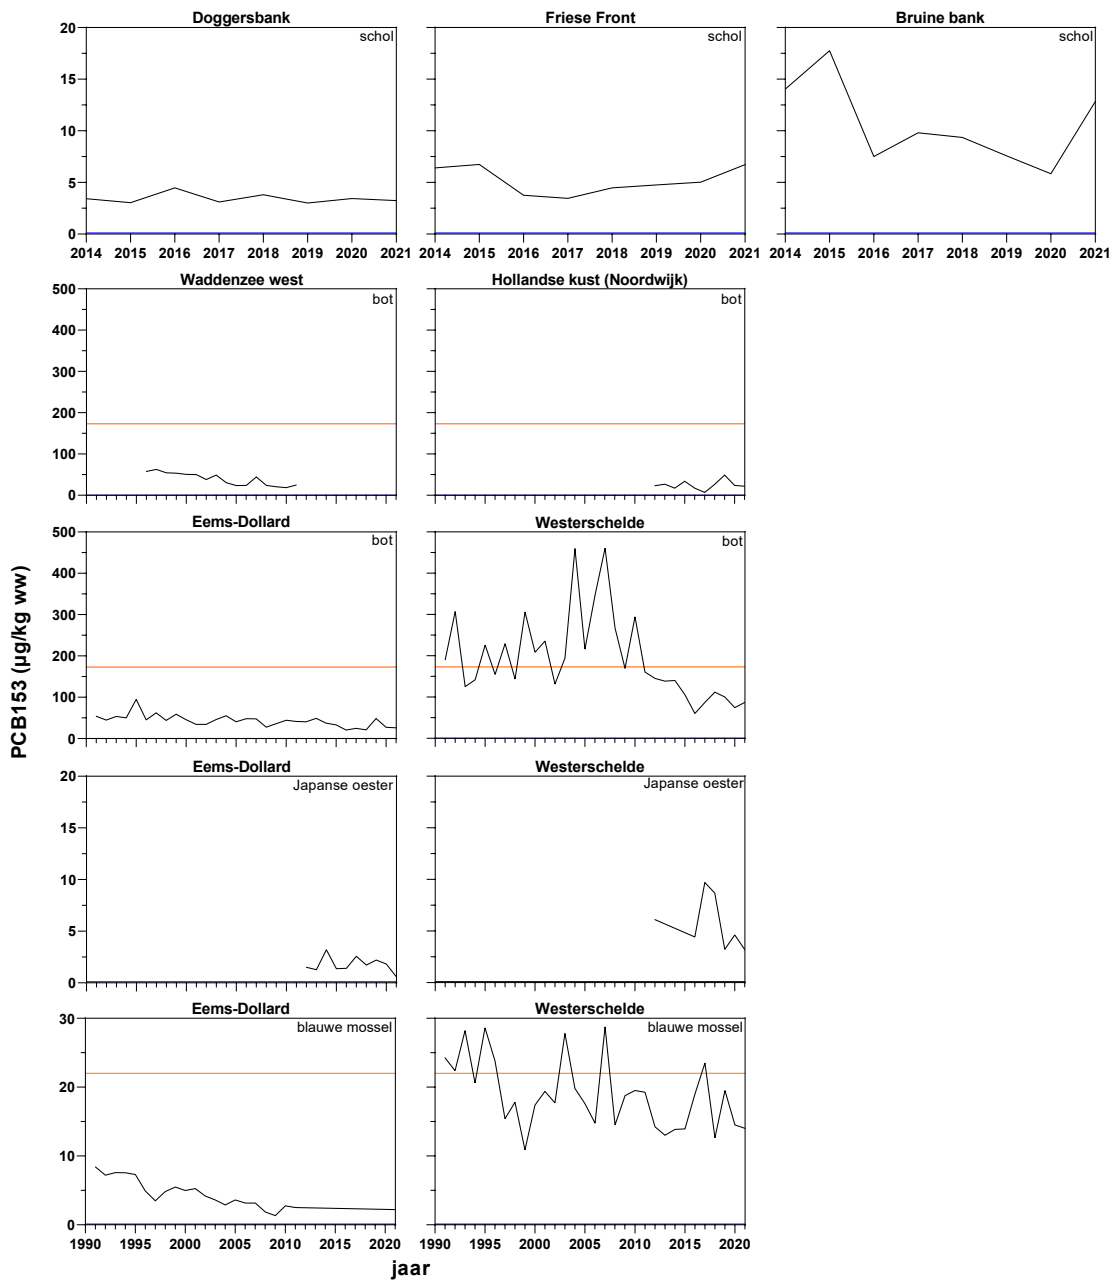 Doggersbank Friese Front Bruine bank
20 schol schol schol
15
10
5
0
2014 2015 2016 2017 2018 2019 2020 2021 2014 2015 2016 2017 2018 2019 2020 2021 2014 2015 2016 2017 2018 2019 2020 2021
Waddenzee west Hollandse kust (Noordwijk)
500 bot bot
400
300
200
100
0
Eems-Dollard Westerschelde
500 bot bot
400
300
200
100
0
PCB153 (µg/kg ww)
Eems-Dollard Westerschelde
20 Japanse oester Japanse oester
15
10
5
0
Eems-Dollard Westerschelde
30 blauwe mossel blauwe mossel
20
10
0
1990 1995 2000 2005 2010 2015 2020 1990 1995 2000 2005 2010 2015 2020
jaar